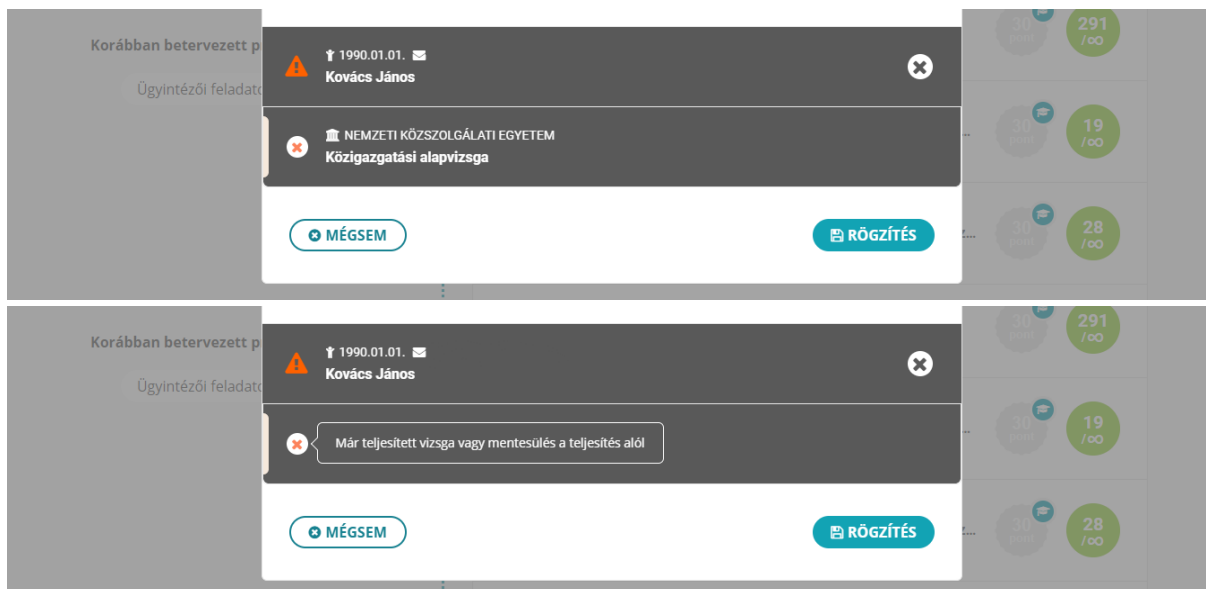 Korábban betervezett p
Ügyintézői feladato
1990.01.01.
Kovács János
NEMZETI KÖZSZOLGÁLATI EGYETEM
Közigazgatási alapvizsga
MÉGSEM
RÖGZÍTÉS
30
pont
291
/∞
...
30
pont
19
/∞
z...
30
pont
28
/∞
Korábban betervezett p
Ügyintézői feladato
1990.01.01.
Kovács János
Már teljesített vizsga vagy mentesülés a teljesítés alól
MÉGSEM
RÖGZÍTÉS
30
pont
291
/∞
...
30
pont
19
/∞
z...
30
pont
28
/∞